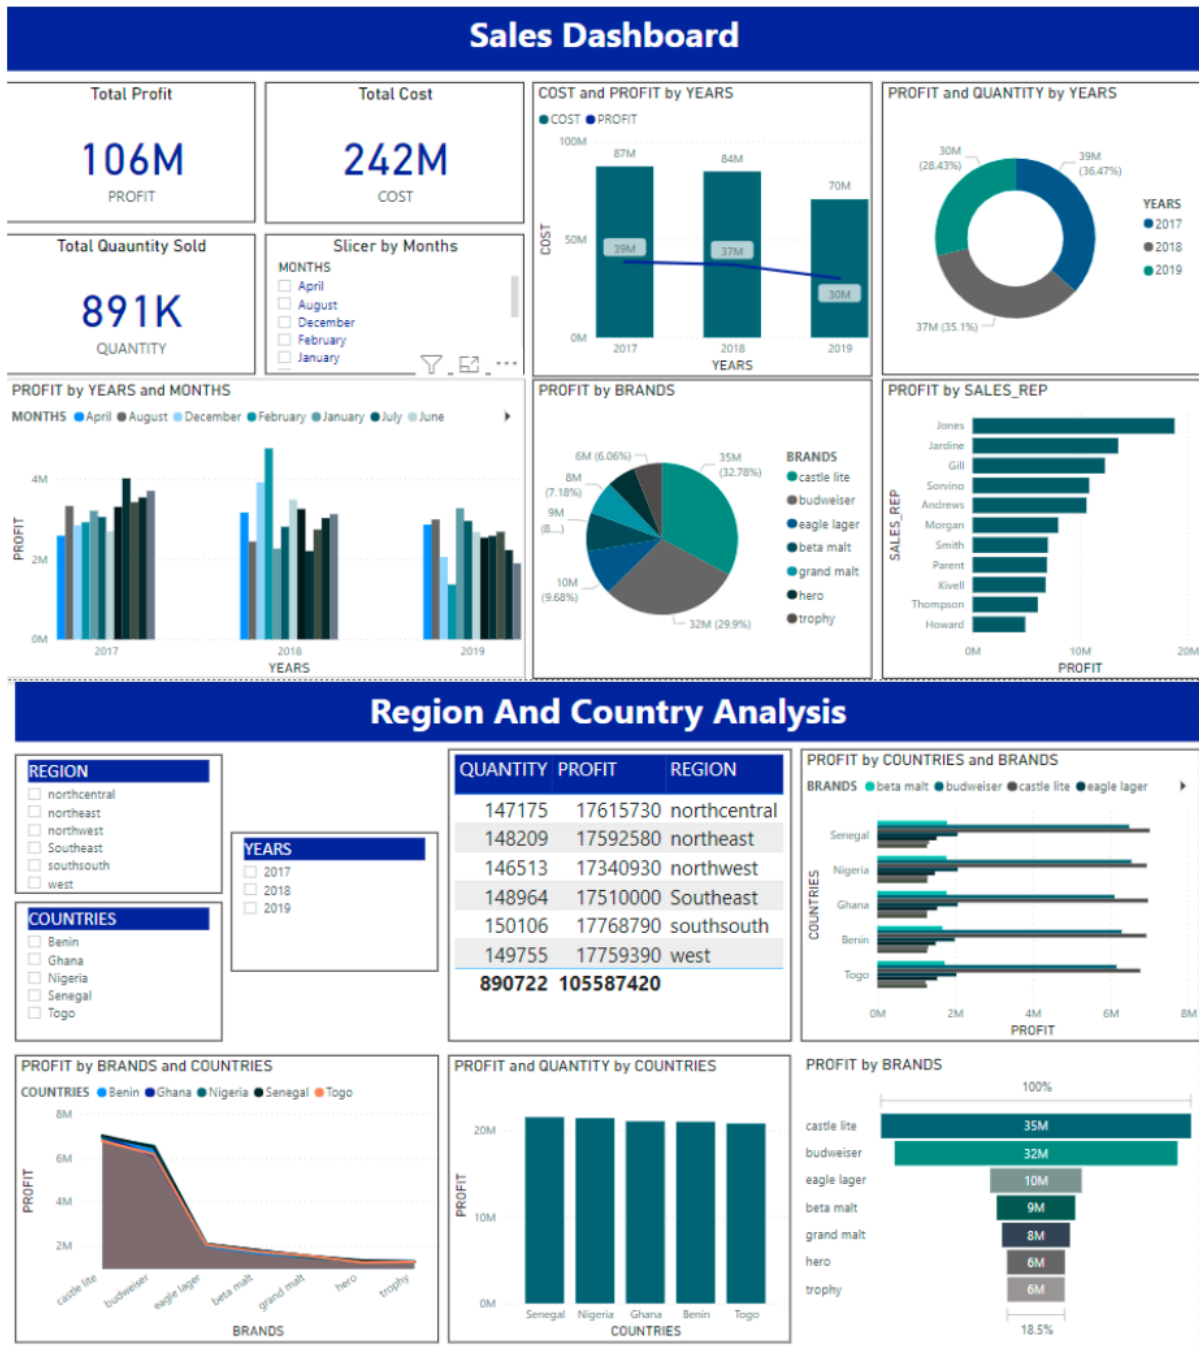 Sales Dashboard
Total Profit
106M
PROFIT
Total Cost
242M
COST
Total Qauntity Sold
891K
QUANTITY
Slicer by Months
MONTHS
April
August
December
February
January
COST and PROFIT by YEARS
COST PROFIT
100M
50M
0M
COST
87M
84M
70M
39M
37M
30M
2017 2018 2019
YEARS
PROFIT and QUANTITY by YEARS
30M
(28.43%)
39M
(36.47%)
37M (35.1%)
YEARS
2017
2018
2019
PROFIT by YEARS and MONTHS
MONTHS April August December February January July June
4M
2M
0M
PROFIT
2017 2018 2019
YEARS
PROFIT by BRANDS
6M (6.06%)
8M
(7.18%)
9M
(8....)
10M
(9.68%)
35M
(32.78%)
32M (29.9%)
BRANDS
castle lite
budweiser
eagle lager
beta malt
grand malt
hero
trophy
PROFIT by SALES_REP
SALES_REP
Jones
Jardine
Gill
Sorvino
Andrews
Morgan
Smith
Parent
Kivell
Thompson
Howard
0M 10M 20M
PROFIT
Region And Country Analysis
REGION
northcentral
northeast
northwest
Southeast
southsouth
west
COUNTRIES
Benin
Ghana
Nigeria
Senegal
Togo
YEARS
2017
2018
2019
QUANTITY PROFIT REGION
147175 17615730 northcentral
148209 17592580 northeast
146513 17340930 northwest
148964 17510000 Southeast
150106 17768790 southsouth
149755 17759390 west
890722 105587420
PROFIT by COUNTRIES and BRANDS
BRANDS beta malt budweiser castle lite eagle lager
COUNTRIES
Senegal
Nigeria
Ghana
Benin
Togo
0M 2M 4M 6M 8M
PROFIT
PROFIT by BRANDS and COUNTRIES
COUNTRIES Benin Ghana Nigeria Senegal Togo
8M
6M
4M
2M
PROFIT
castle lite budweiser eagle lager beta malt grand malt hero trophy
BRANDS
PROFIT and QUANTITY by COUNTRIES
20M
10M
0M
PROFIT
Senegal Nigeria Ghana Benin Togo
COUNTRIES
PROFIT by BRANDS
100%
castle lite 35M
budweiser 32M
eagle lager 10M
beta malt 9M
grand malt 8M
hero 6M
trophy 6M
18.5%